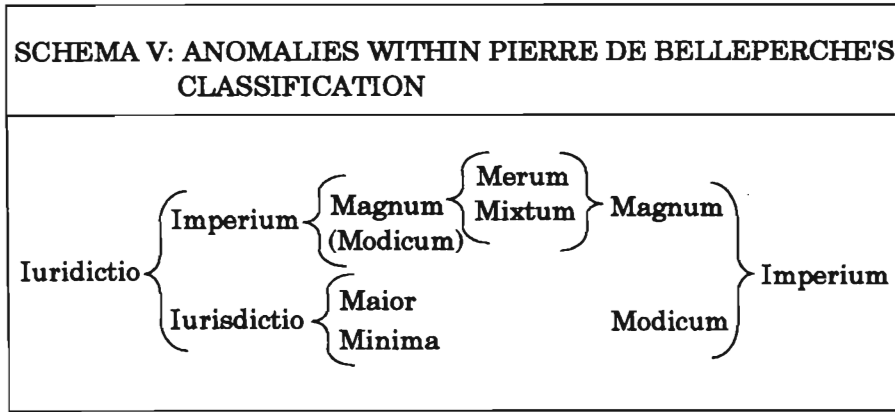 SCHEMA V: ANOMALIES WITHIN PIERRE DE BELLEPERCHE'S
CLASSIFICATION
Merum
Imperium Magnum Mixtum Magnum
(Modicum)
Iuridictio Imperium
Maior
Iurisdictio Modicum
Minima